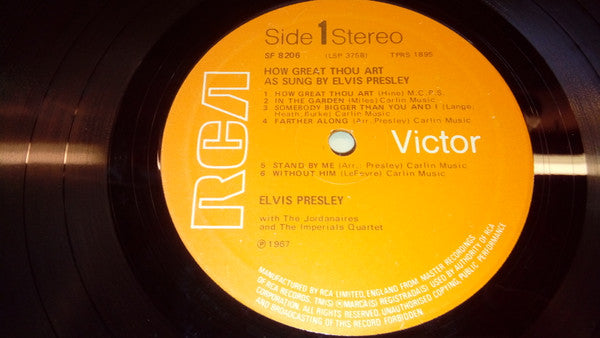 Side 1 Stereo
SF 8206 (LSP 3758) TPRS 1895
HOW GREAT THOU ART
AS SUNG BY ELVIS PRESLEY
1 HOW GREAT THOU ART (Hine) M.C.P.S.
2 IN THE GARDEN (Miles) Carlin Music
3 SOMEBODY BIGGER THAN YOU AND I (Lange;
Heath, Burke) Carlin Music
4 FARTHER ALONG (Arr. Presley) Carlin Music
RCA Victor
5 STAND BY ME (Arr.; Presley) Carlin Music
6 WITHOUT HIM (LeFevre) Carlin Music
ELVIS PRESLEY
with The Jordanaires
and The Imperials Quartet
℗ 1967
MANUFACTURED BY RCA LIMITED, ENGLAND FROM MASTER RECORDINGS
OF RCA RECORDS. TM(S) ® MARCA(S) REGISTRADA(S) USED BY AUTHORITY OF RCA
CORPORATION. ALL RIGHTS RESERVED. UNAUTHORISED COPYING, PUBLIC PERFORMANCE
AND BROADCASTING OF THIS RECORD FORBIDDEN.